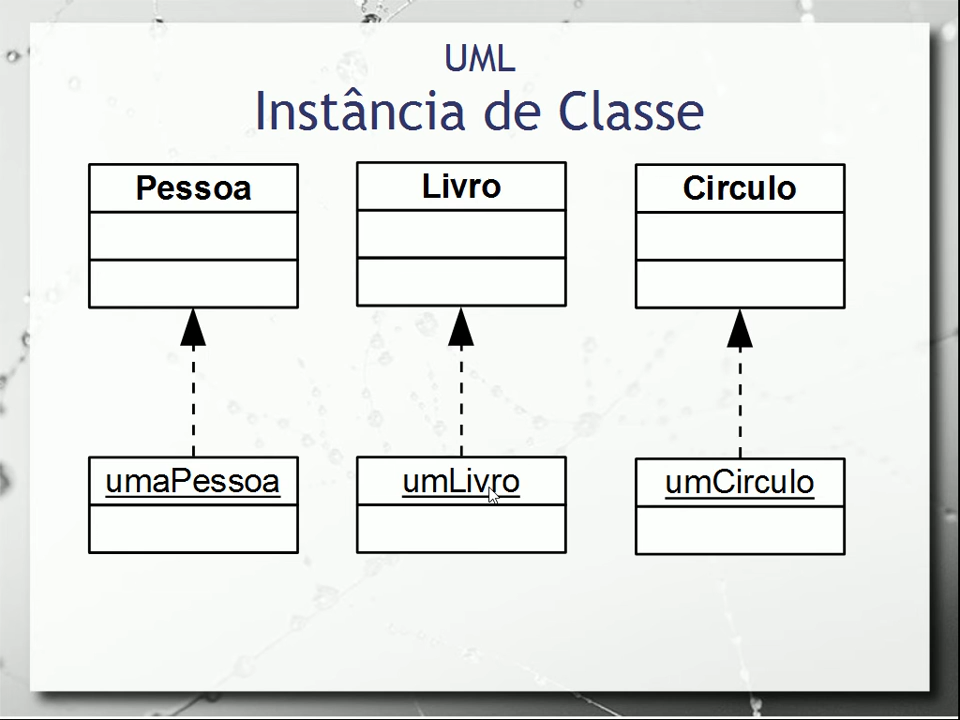 UML
Instância de Classe
Pessoa
Livro
Circulo
umaPessoa
umLivro
umCirculo